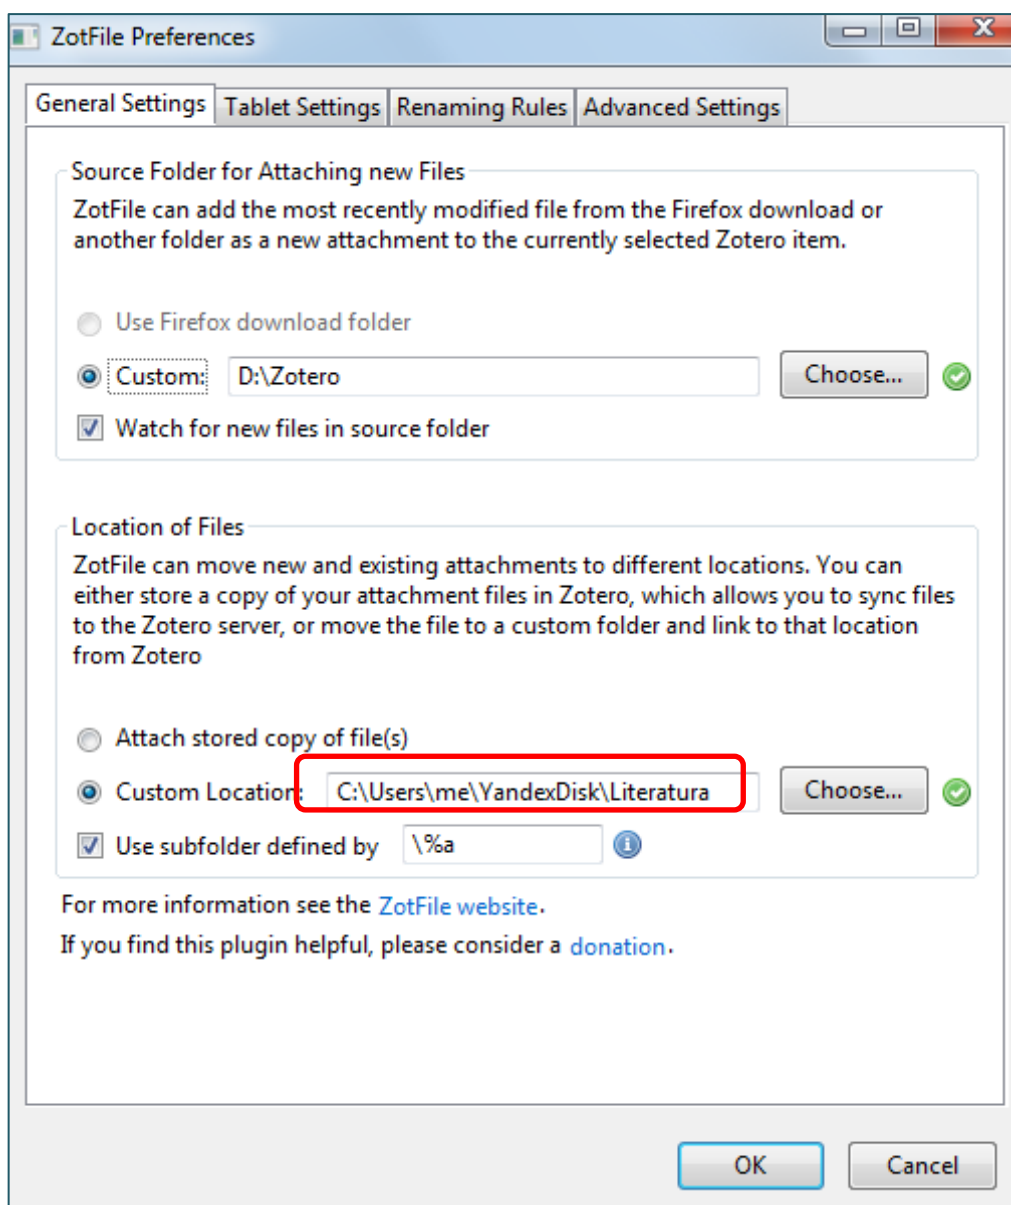 ZotFile Preferences
General Settings Tablet Settings Renaming Rules Advanced Settings
Source Folder for Attaching new Files
ZotFile can add the most recently modified file from the Firefox download or
another folder as a new attachment to the currently selected Zotero item.
Use Firefox download folder
Custom: D:\Zotero Choose...
Watch for new files in source folder
Location of Files
ZotFile can move new and existing attachments to different locations. You can
either store a copy of your attachment files in Zotero, which allows you to sync files
to the Zotero server, or move the file to a custom folder and link to that location
from Zotero
Attach stored copy of file(s)
Custom Location: C:\Users\me\YandexDisk\Literatura Choose...
Use subfolder defined by \%a
For more information see the ZotFile website.
If you find this plugin helpful, please consider a donation.
OK Cancel